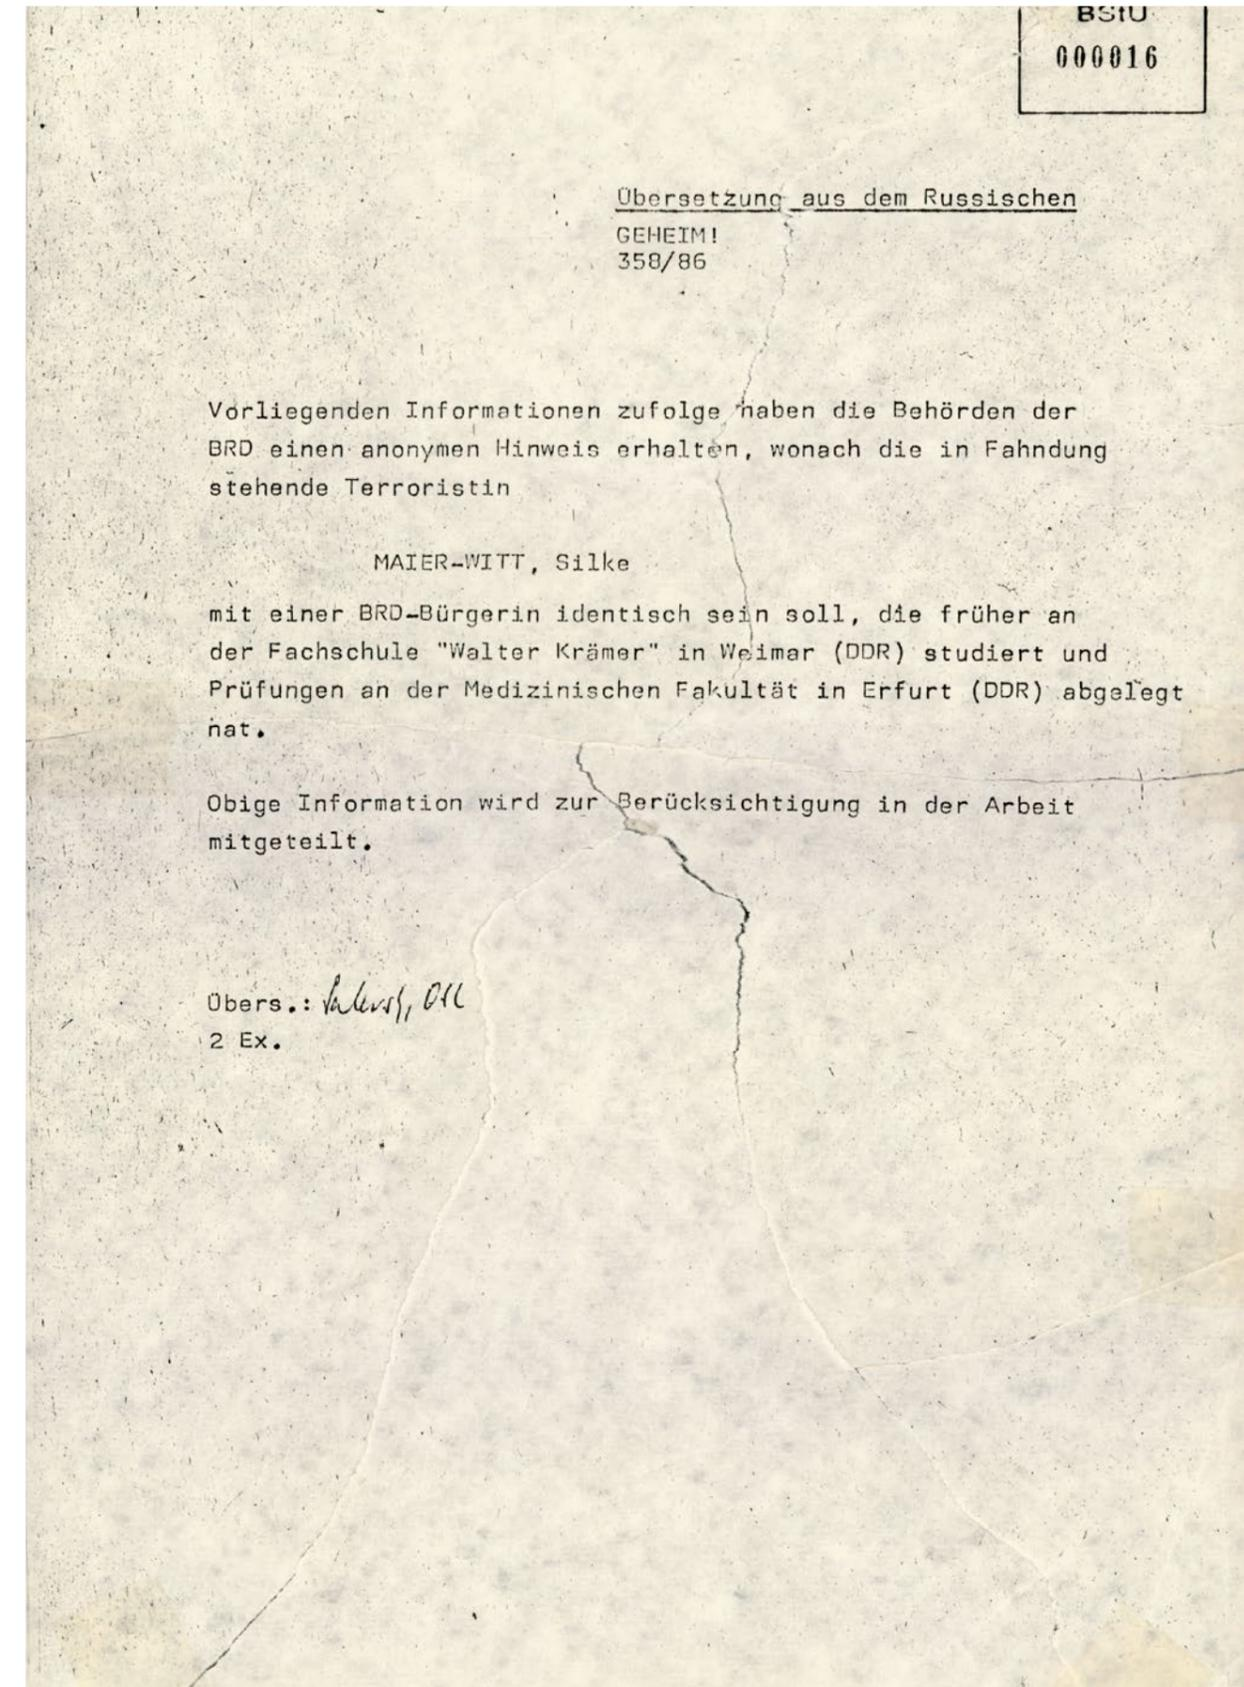 BStU
000016
Übersetzung aus dem Russischen
GEHEIM!
358/86
Vorliegenden Informationen zufolge haben die Behörden der
BRD einen anonymen Hinweis erhalten, wonach die in Fahndung
stehende Terroristin
MAIER-WITT, Silke
mit einer BRD-Bürgerin identisch sein soll, die früher an
der Fachschule "Walter Krämer" in Weimar (DDR) studiert und
Prüfungen an der Medizinischen Fakultät in Erfurt (DDR) abgelegt
hat.
Obige Information wird zur Berücksichtigung in der Arbeit
mitgeteilt.
Übers.:
2 Ex.